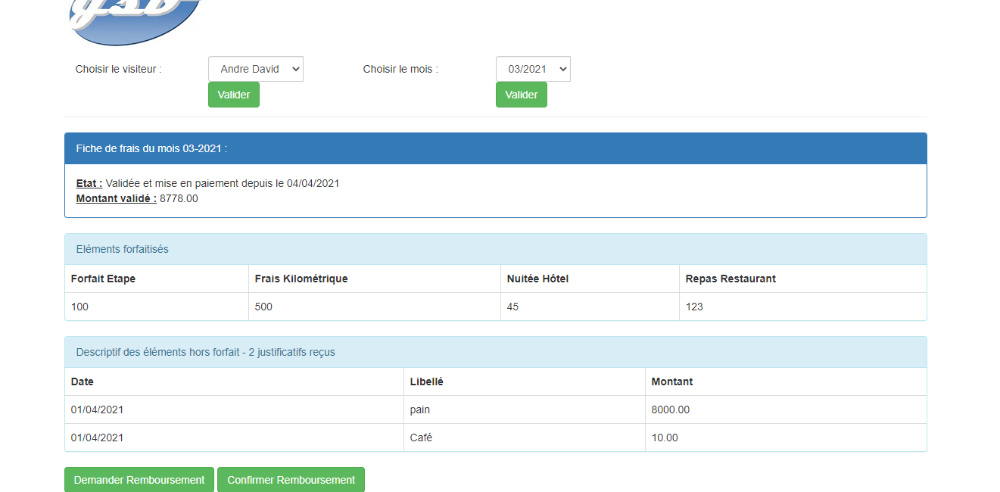 gsb
Choisir le visiteur : Andre David Choisir le mois : 03/2021
Valider Valider
Fiche de frais du mois 03-2021 :
Etat : Validée et mise en paiement depuis le 04/04/2021
Montant validé : 8778.00
Eléments forfaitisés
Forfait Etape Frais Kilométrique Nuitée Hôtel Repas Restaurant
100 500 45 123
Descriptif des éléments hors forfait - 2 justificatifs reçus
Date Libellé Montant
01/04/2021 pain 8000.00
01/04/2021 Café 10.00
Demander Remboursement Confirmer Remboursement